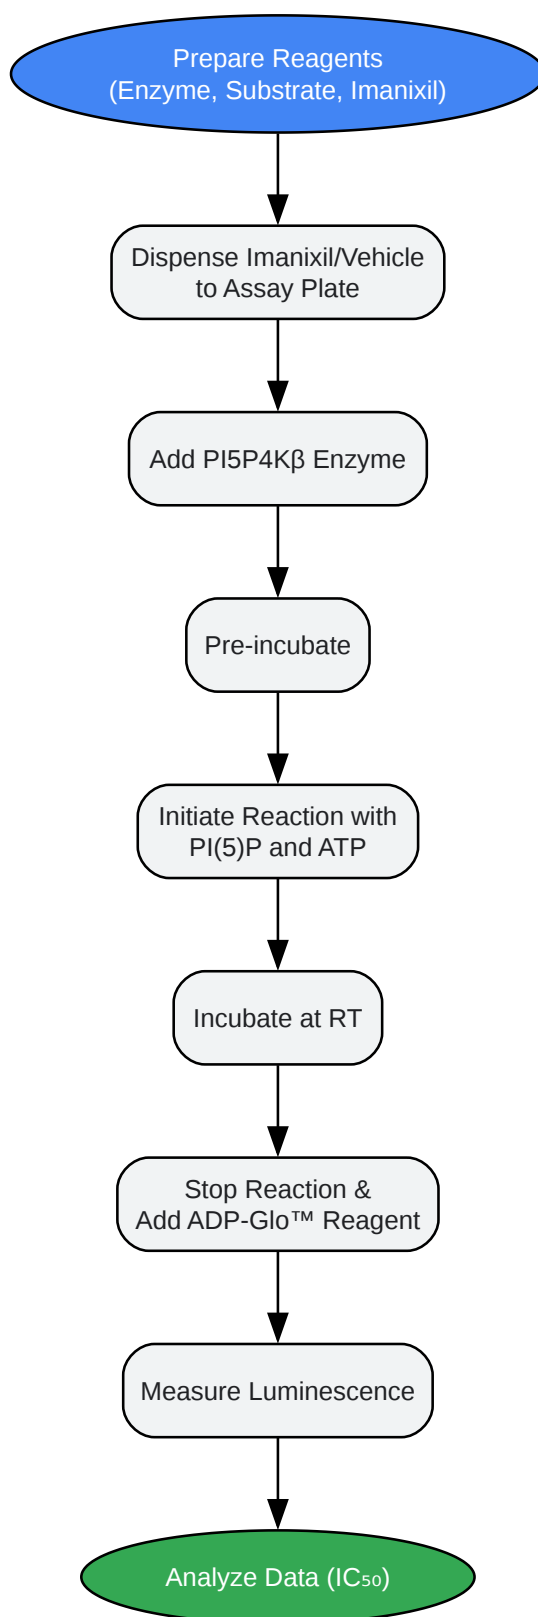 Prepare Reagents
(Enzyme, Substrate, Imanixil)
Dispense Imanixil/Vehicle
to Assay Plate
Add PI5P4Kβ Enzyme
Pre-incubate
Initiate Reaction with
PI(5)P and ATP
Incubate at RT
Stop Reaction &
Add ADP-Glo™ Reagent
Measure Luminescence
Analyze Data (IC₅₀)